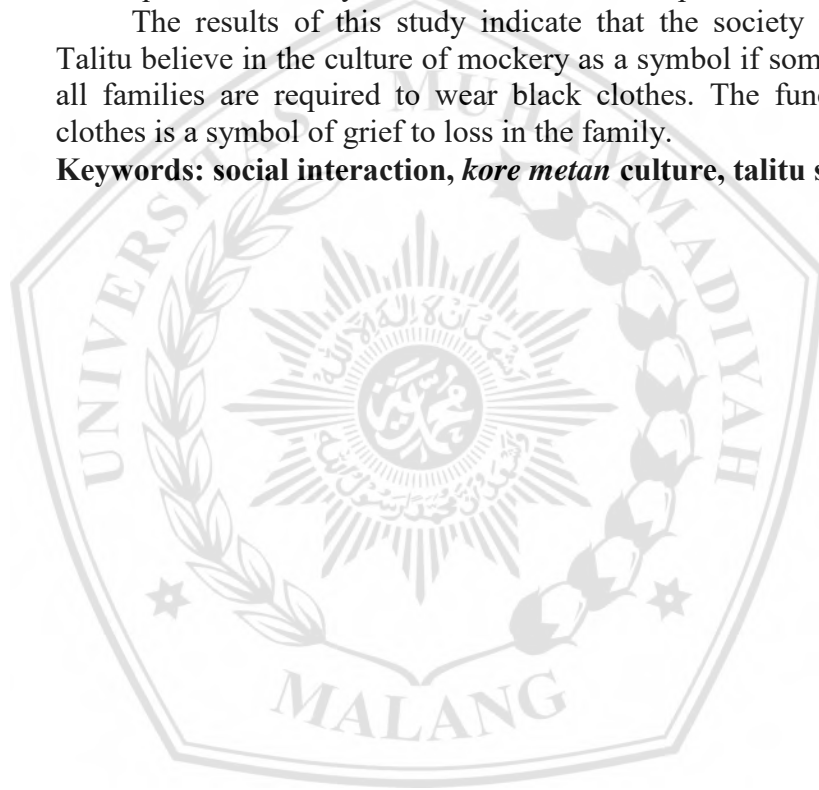 The results of this study indicate that the society
Talitu believe in the culture of mockery as a symbol if som
all families are required to wear black clothes. The fun
clothes is a symbol of grief to loss in the family.
Keywords: social interaction, kore metan culture, talitu s
UNIVERSITAS MUHAMMADIYAH
MALANG